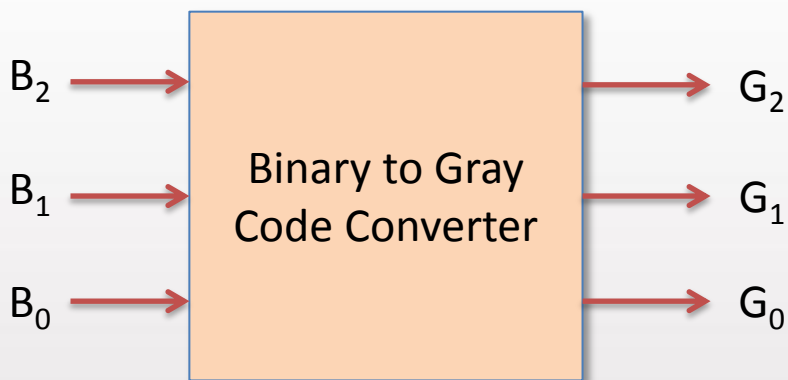 B₂
G₂
Binary to Gray
B₁
G₁
Code Converter
B₀
G₀